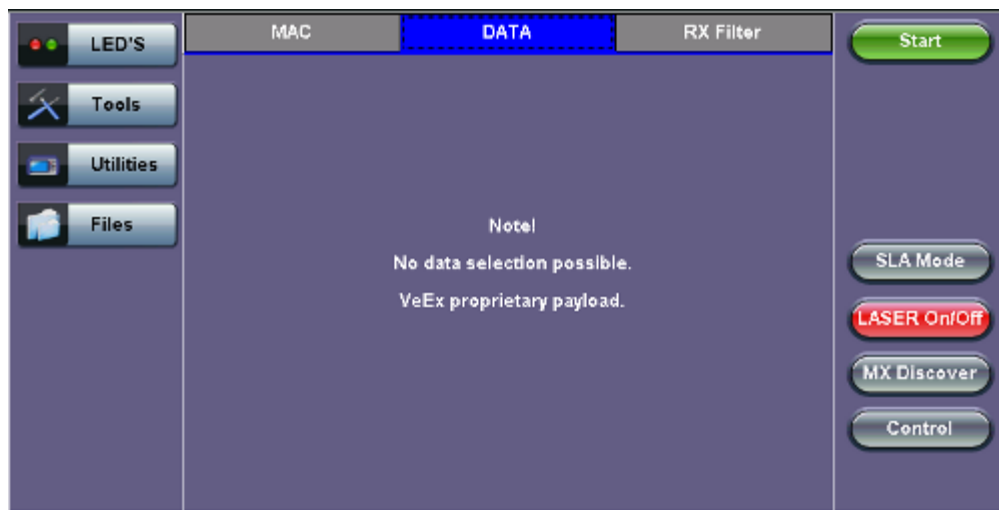 LED'S
Tools
Utilities
Files
MAC
DATA
RX Filter
Note!
No data selection possible.
VeEx proprietary payload.
Start
SLA Mode
LASER On/Off
MX Discover
Control